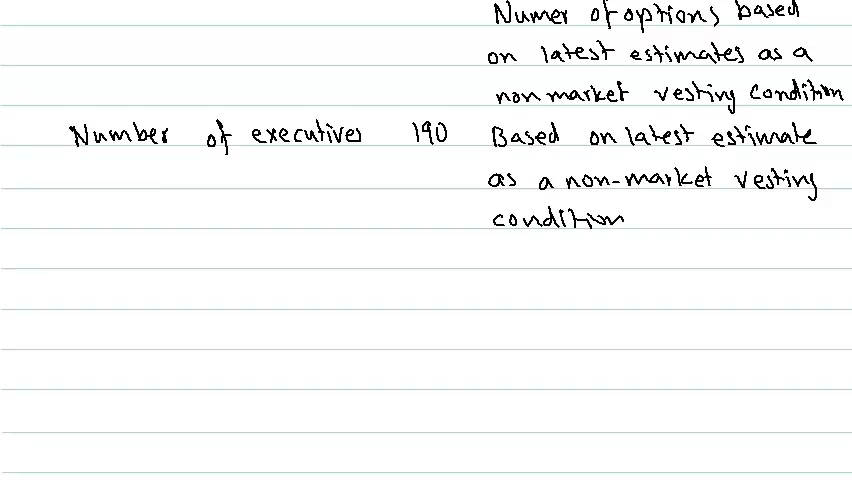 Numer of options based
on latest estimates as a
non market vesting condition
Number of executives 190 Based on latest estimate
as a non-market vesting
condition